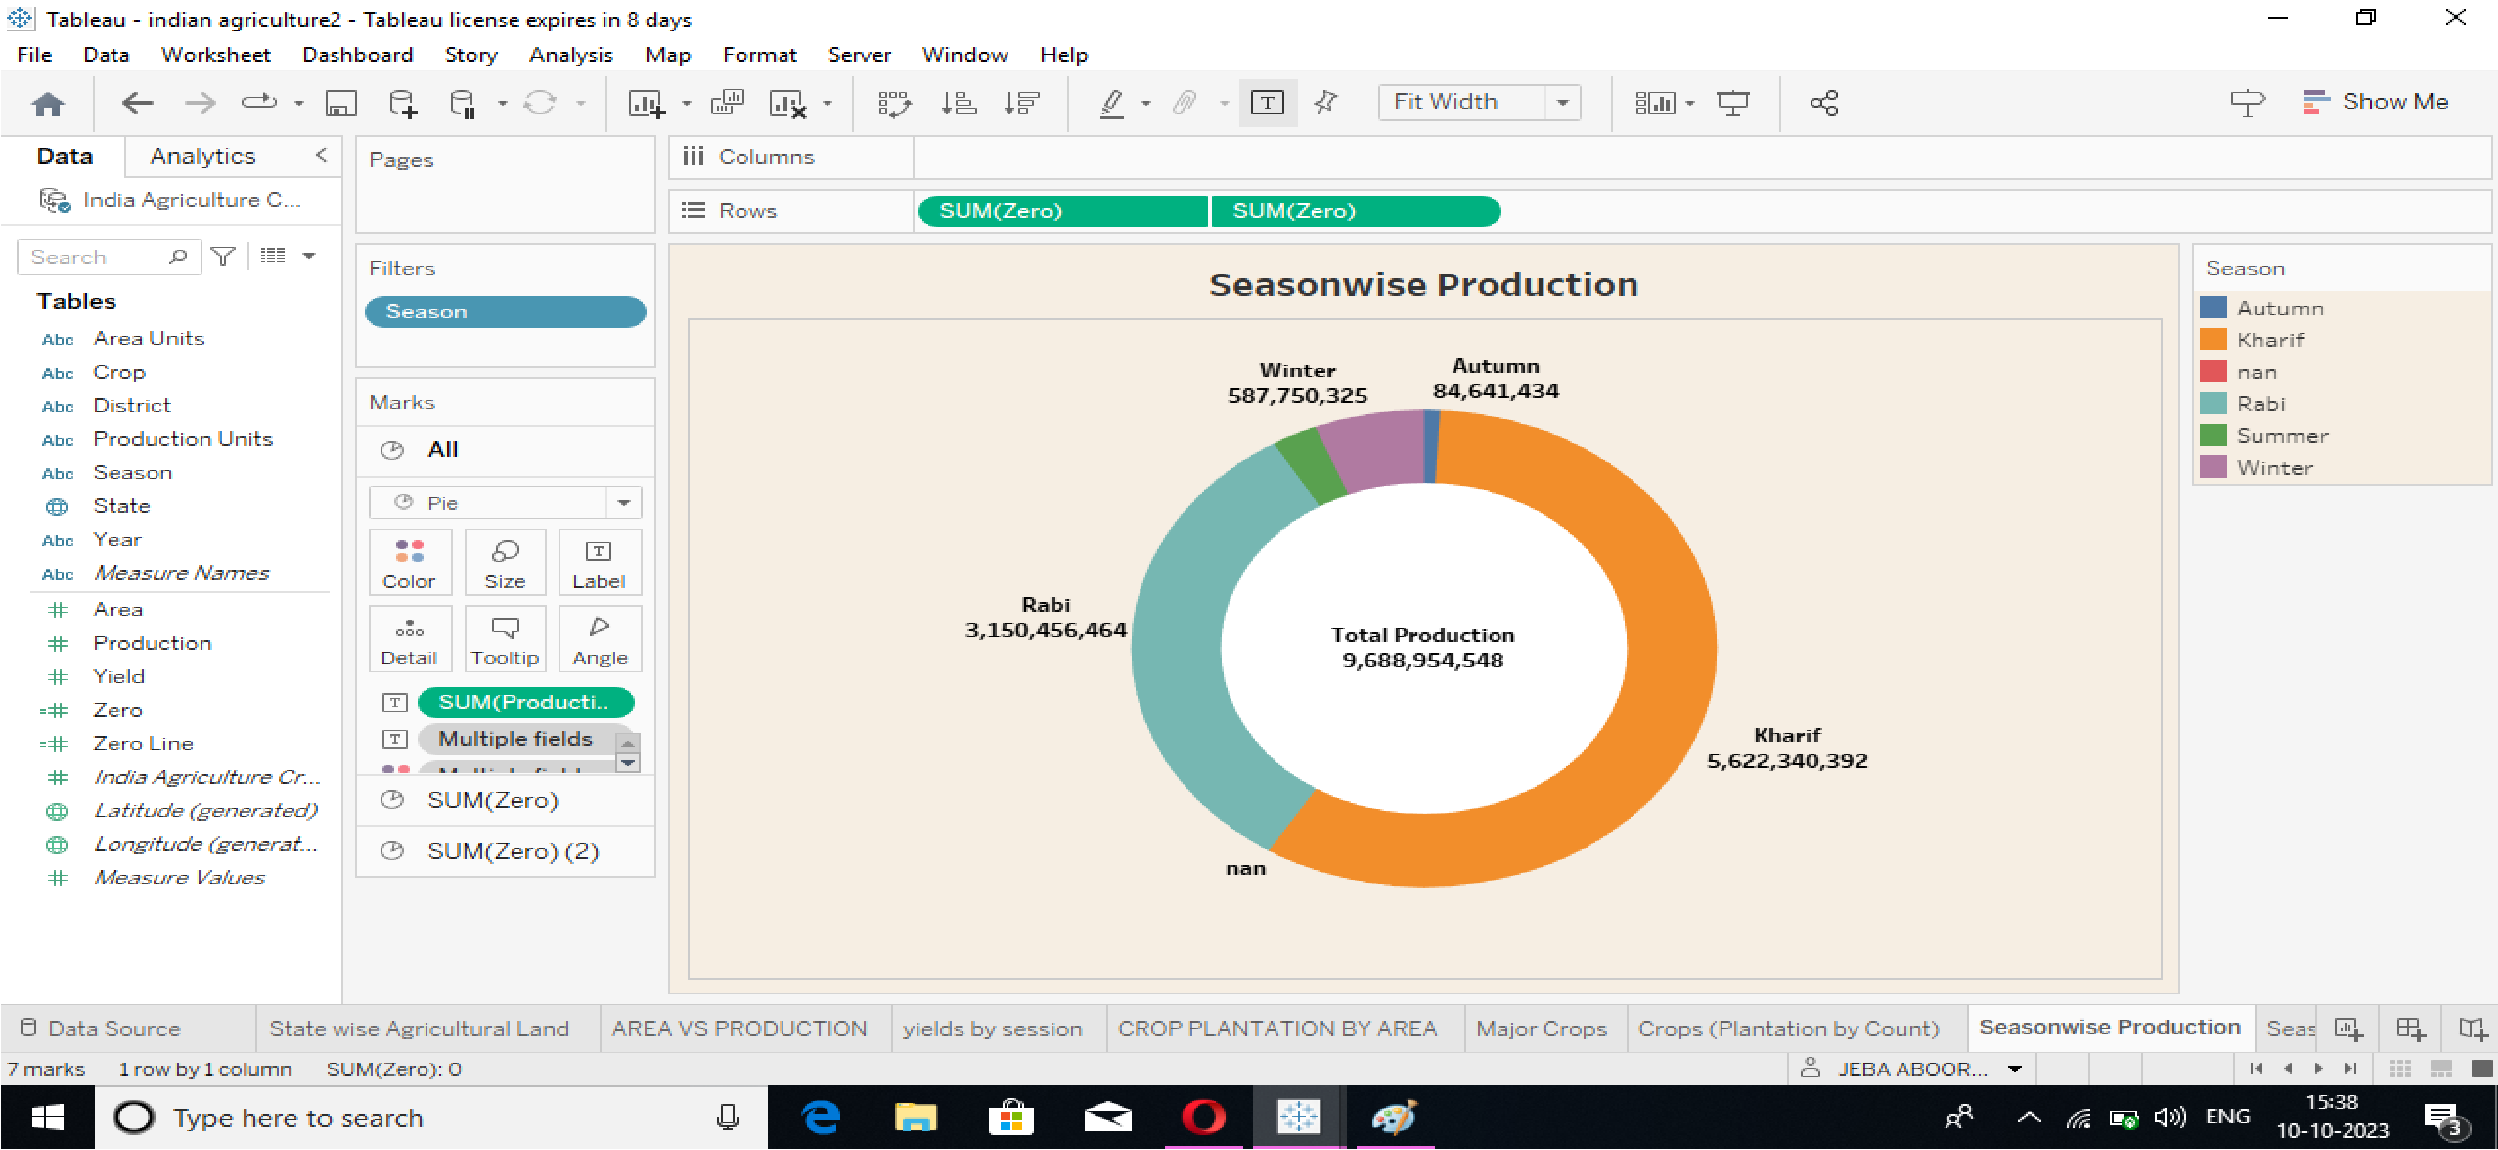 Tableau - indian agriculture2 - Tableau license expires in 8 days
File Data Worksheet Dashboard Story Analysis Map Format Server Window Help
Fit Width
Show Me
Data Analytics
India Agriculture C...
Search
Tables
Abc Area Units
Abc Crop
Abc District
Abc Production Units
Abc Season
State
Abc Year
Abc Measure Names
# Area
# Production
# Yield
=# Zero
=# Zero Line
# India Agriculture Cr...
Latitude (generated)
Longitude (generat...
# Measure Values
Pages
Filters
Season
Marks
All
Pie
Color Size Label
Detail Tooltip Angle
T SUM(Producti..
T Multiple fields
SUM(Zero)
SUM(Zero) (2)
Columns
Rows SUM(Zero) SUM(Zero)
Seasonwise Production
Winter
587,750,325
Autumn
84,641,434
Rabi
3,150,456,464
Total Production
9,688,954,548
Kharif
5,622,340,392
nan
Season
Autumn
Kharif
nan
Rabi
Summer
Winter
Data Source State wise Agricultural Land AREA VS PRODUCTION yields by session CROP PLANTATION BY AREA Major Crops Crops (Plantation by Count) Seasonwise Production Seas
7 marks 1 row by 1 column SUM(Zero): 0 JEBA ABOOR...
Type here to search
ENG
15:38
10-10-2023
3